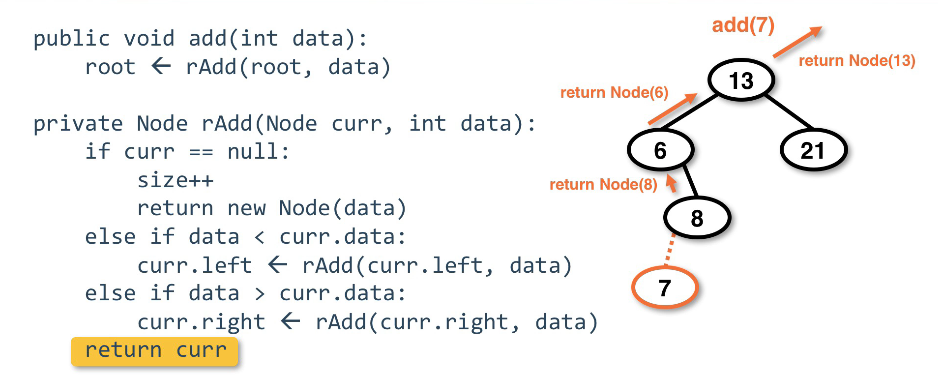 public void add(int data):
root ← rAdd(root, data)
private Node rAdd(Node curr, int data):
if curr == null:
size++
return new Node(data)
else if data < curr.data:
curr.left ← rAdd(curr.left, data)
else if data > curr.data:
curr.right ← rAdd(curr.right, data)
return curr
add(7)
return Node(13)
13
return Node(6)
6
21
return Node(8)
8
7